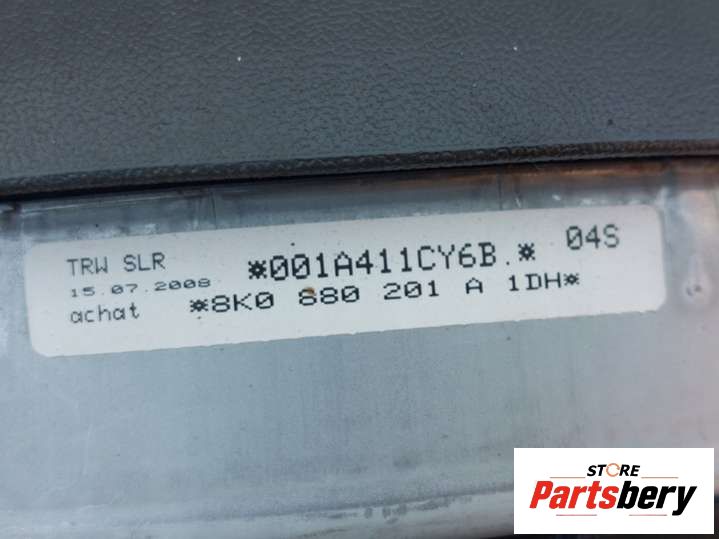 TRW SLR *001A411CY6B.* 04S
15.07.2008
achat *8K0 880 201 A 1DH*
STORE
Partsbery